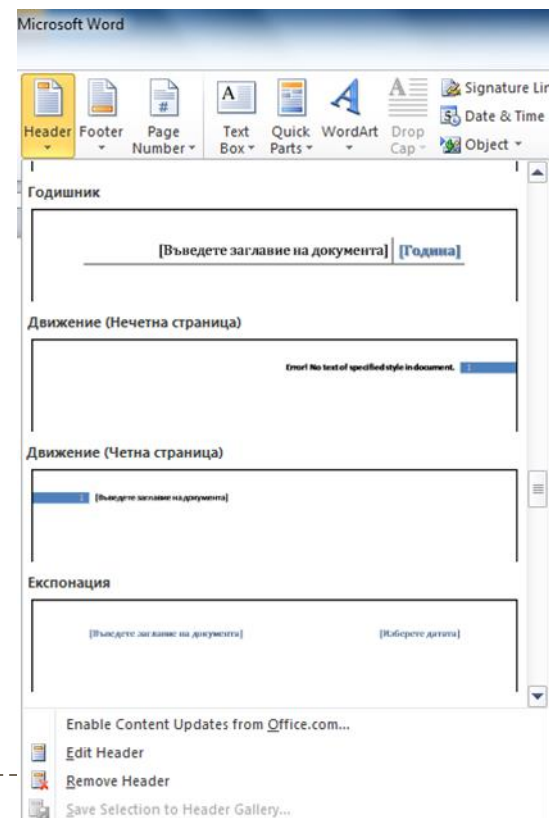 Microsoft Word
Header Footer Page Number Text Box Quick Parts WordArt Drop Cap
Signature Lin
Date & Time
Object
Годишник
[Въведете заглавие на документа] [Година]
Движение (Нечетна страница)
Error! No text of specified style in document. 1
Движение (Четна страница)
1 [Въведете заглавие на документа]
Експонация
[Въведете заглавие на документа] [Изберете датата]
Enable Content Updates from Office.com...
Edit Header
Remove Header
Save Selection to Header Gallery...